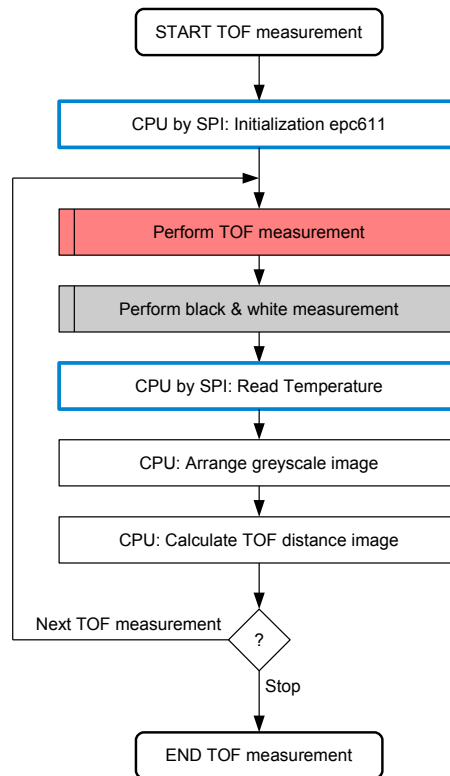 START TOF measurement
CPU by SPI: Initialization epc611
Perform TOF measurement
Perform black & white measurement
CPU by SPI: Read Temperature
CPU: Arrange greyscale image
CPU: Calculate TOF distance image
Next TOF measurement
?
Stop
END TOF measurement